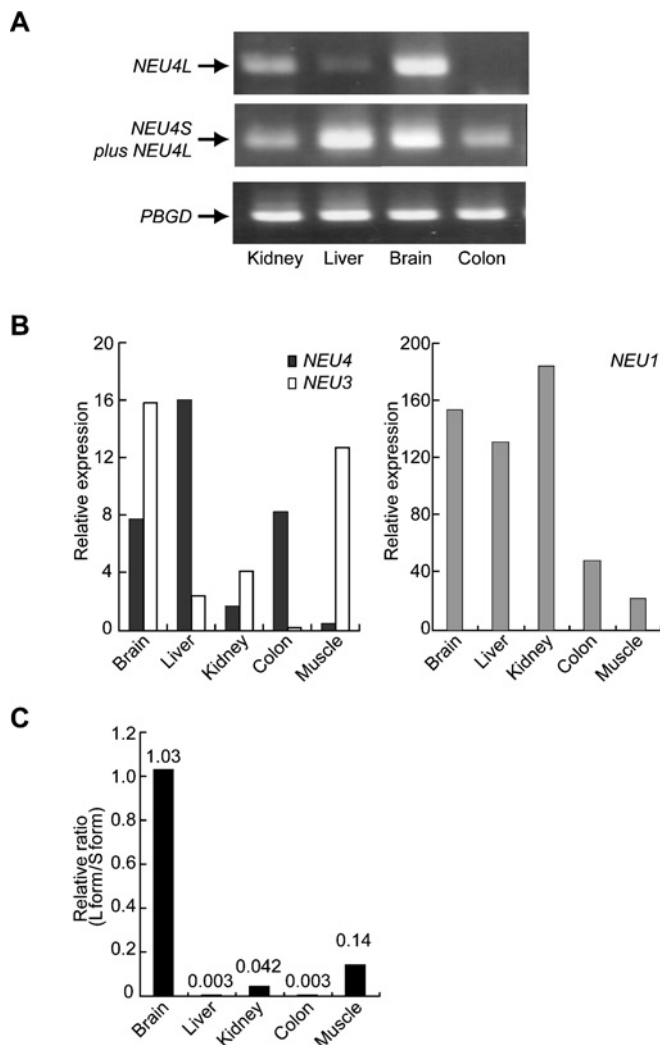 A
NEU4L
NEU4S
plus NEU4L
PBGD
Kidney Liver Brain Colon
B
Relative expression
20
16
12
8
4
0
NEU4
NEU3
Brain
Liver
Kidney
Colon
Muscle
Relative expression
200
160
120
80
40
0
NEU1
Brain
Liver
Kidney
Colon
Muscle
C
Relative ratio
(L form/S form)
1.2
1.0
0.8
0.6
0.4
0.2
0
1.03
0.003
0.042
0.003
0.14
Brain
Liver
Kidney
Colon
Muscle